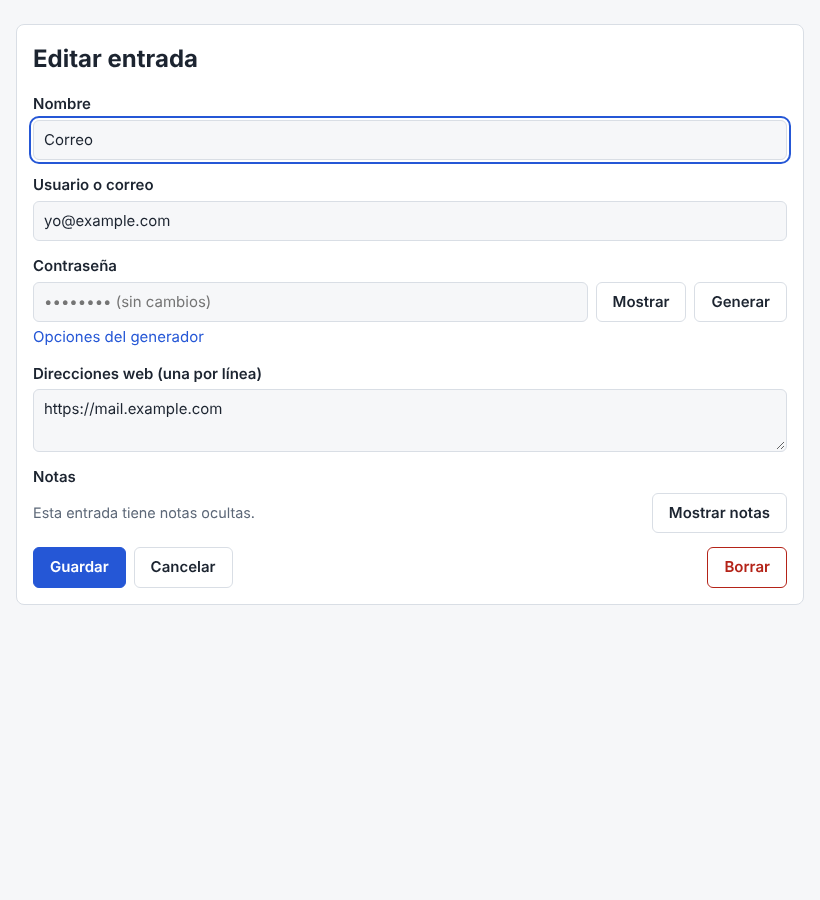 Editar entrada
Nombre
Correo
Usuario o correo
yo@example.com
Contraseña
•••••••• (sin cambios)
Mostrar
Generar
Opciones del generador
Direcciones web (una por línea)
https://mail.example.com
Notas
Esta entrada tiene notas ocultas.
Mostrar notas
Guardar
Cancelar
Borrar